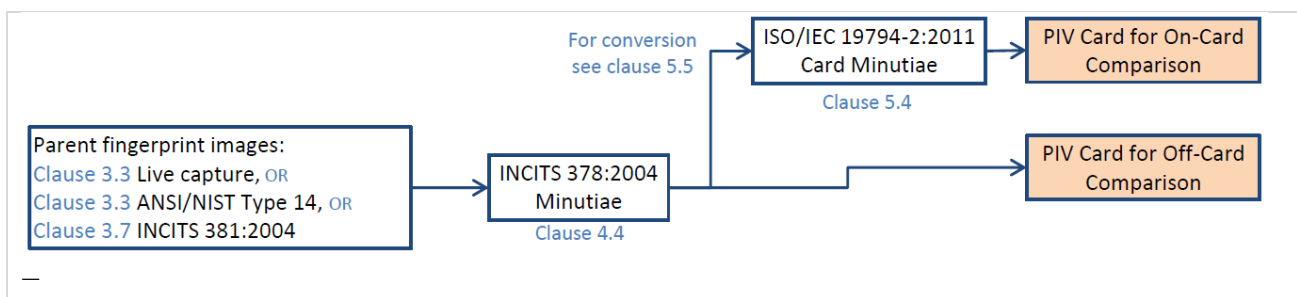 For conversion
see clause 5.5
ISO/IEC 19794-2:2011
Card Minutiae
Clause 5.4
PIV Card for On-Card
Comparison
Parent fingerprint images:
Clause 3.3 Live capture, OR
Clause 3.3 ANSI/NIST Type 14, OR
Clause 3.7 INCITS 381:2004
INCITS 378:2004
Minutiae
Clause 4.4
PIV Card for Off-Card
Comparison
—